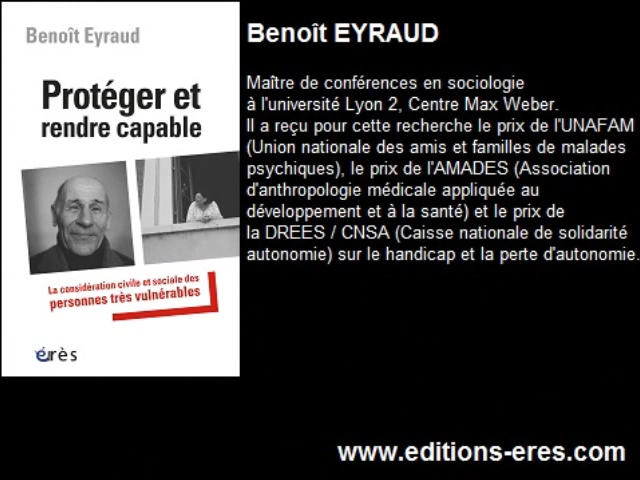 Benoît Eyraud
Protéger et
rendre capable
La considération civile et sociale des
personnes très vulnérables
érès
Benoît EYRAUD
Maître de conférences en sociologie
à l'université Lyon 2, Centre Max Weber.
Il a reçu pour cette recherche le prix de l'UNAFAM
(Union nationale des amis et familles de malades
psychiques), le prix de l'AMADES (Association
d'anthropologie médicale appliquée au
développement et à la santé) et le prix de
la DREES / CNSA (Caisse nationale de solidarité
autonomie) sur le handicap et la perte d'autonomie.
www.editions-eres.com